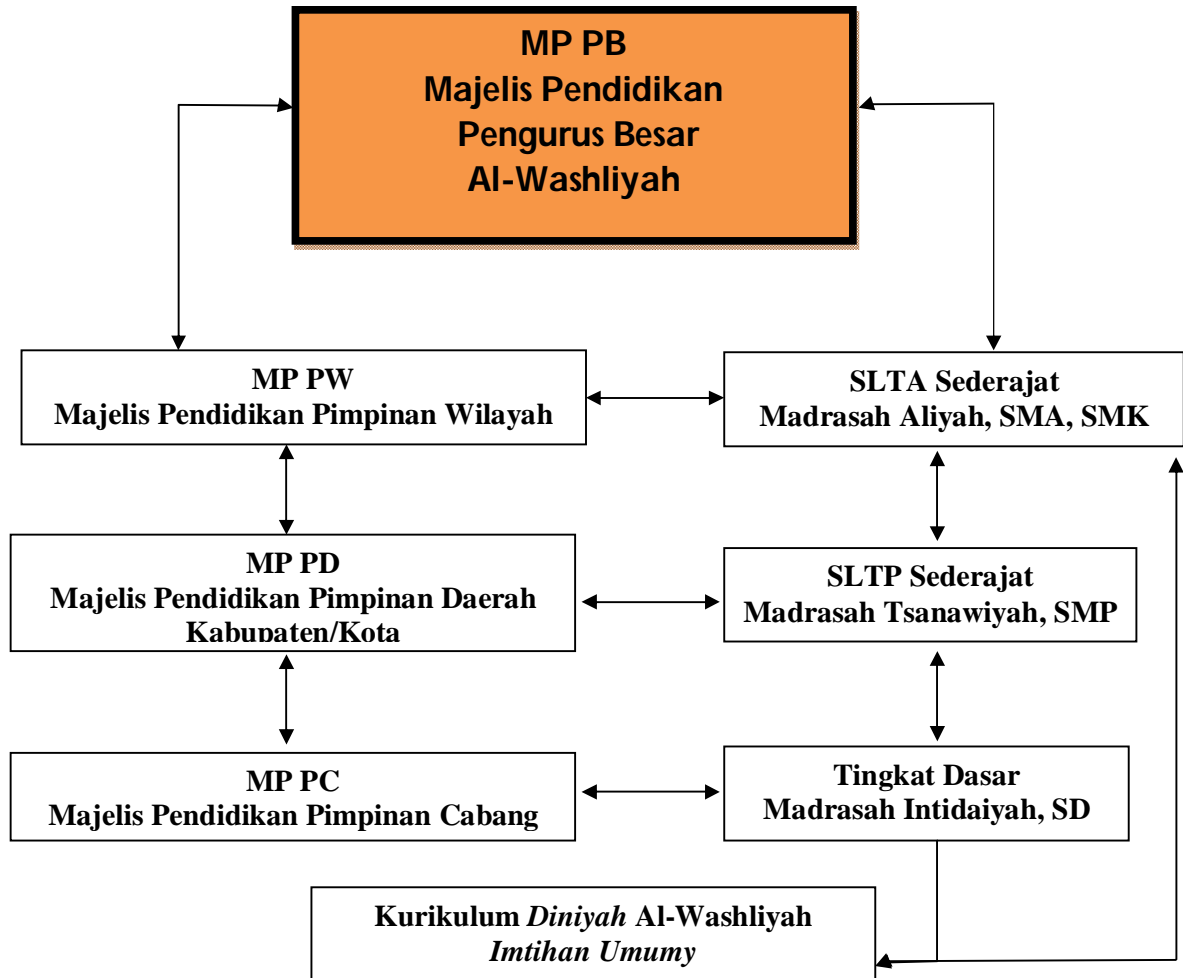 MP PB
Majelis Pendidikan
Pengurus Besar
Al-Washliyah
MP PW
Majelis Pendidikan Pimpinan Wilayah
SLTA Sederajat
Madrasah Aliyah, SMA, SMK
MP PD
Majelis Pendidikan Pimpinan Daerah
Kabupaten/Kota
SLTP Sederajat
Madrasah Tsanawiyah, SMP
MP PC
Majelis Pendidikan Pimpinan Cabang
Tingkat Dasar
Madrasah Intidaiyah, SD
Kurikulum Diniyah Al-Washliyah
Imtihan Umumy